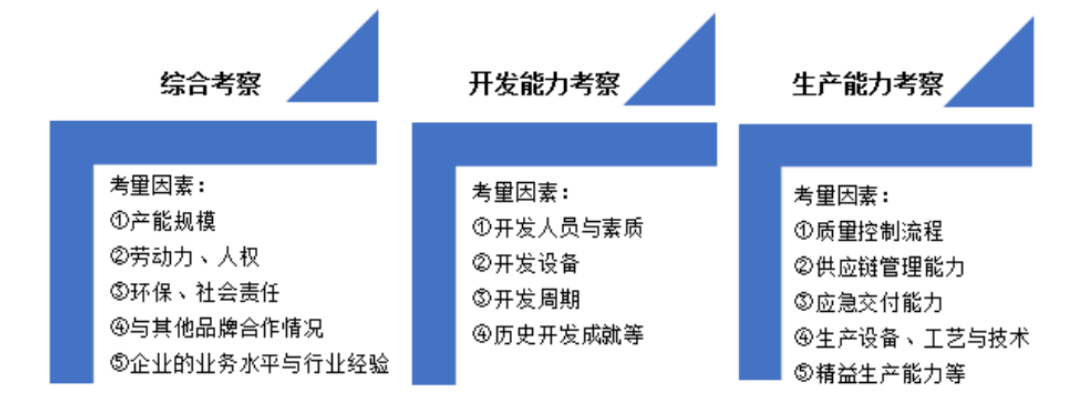 综合考察
考量因素：
①产能规模
②劳动力、人权
③环保、社会责任
④与其他品牌合作情况
⑤企业的业务水平与行业经验
开发能力考察
考量因素：
①开发人员与素质
②开发设备
③开发周期
④历史开发成就等
生产能力考察
考量因素：
①质量控制流程
②供应链管理能力
③应急交付能力
④生产设备、工艺与技术
⑤精益生产能力等